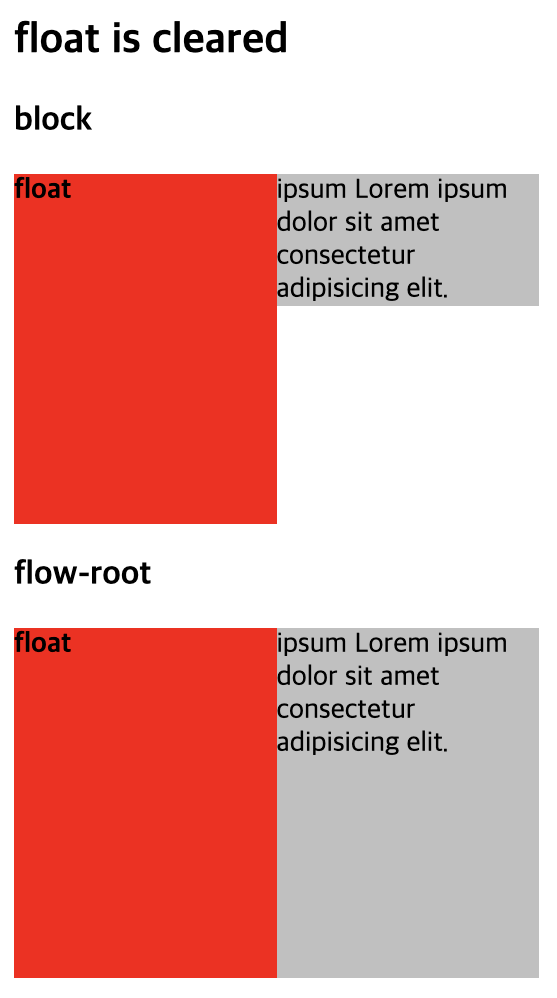 float is cleared
block
float
ipsum Lorem ipsum
dolor sit amet
consectetur
adipisicing elit.
flow-root
float
ipsum Lorem ipsum
dolor sit amet
consectetur
adipisicing elit.